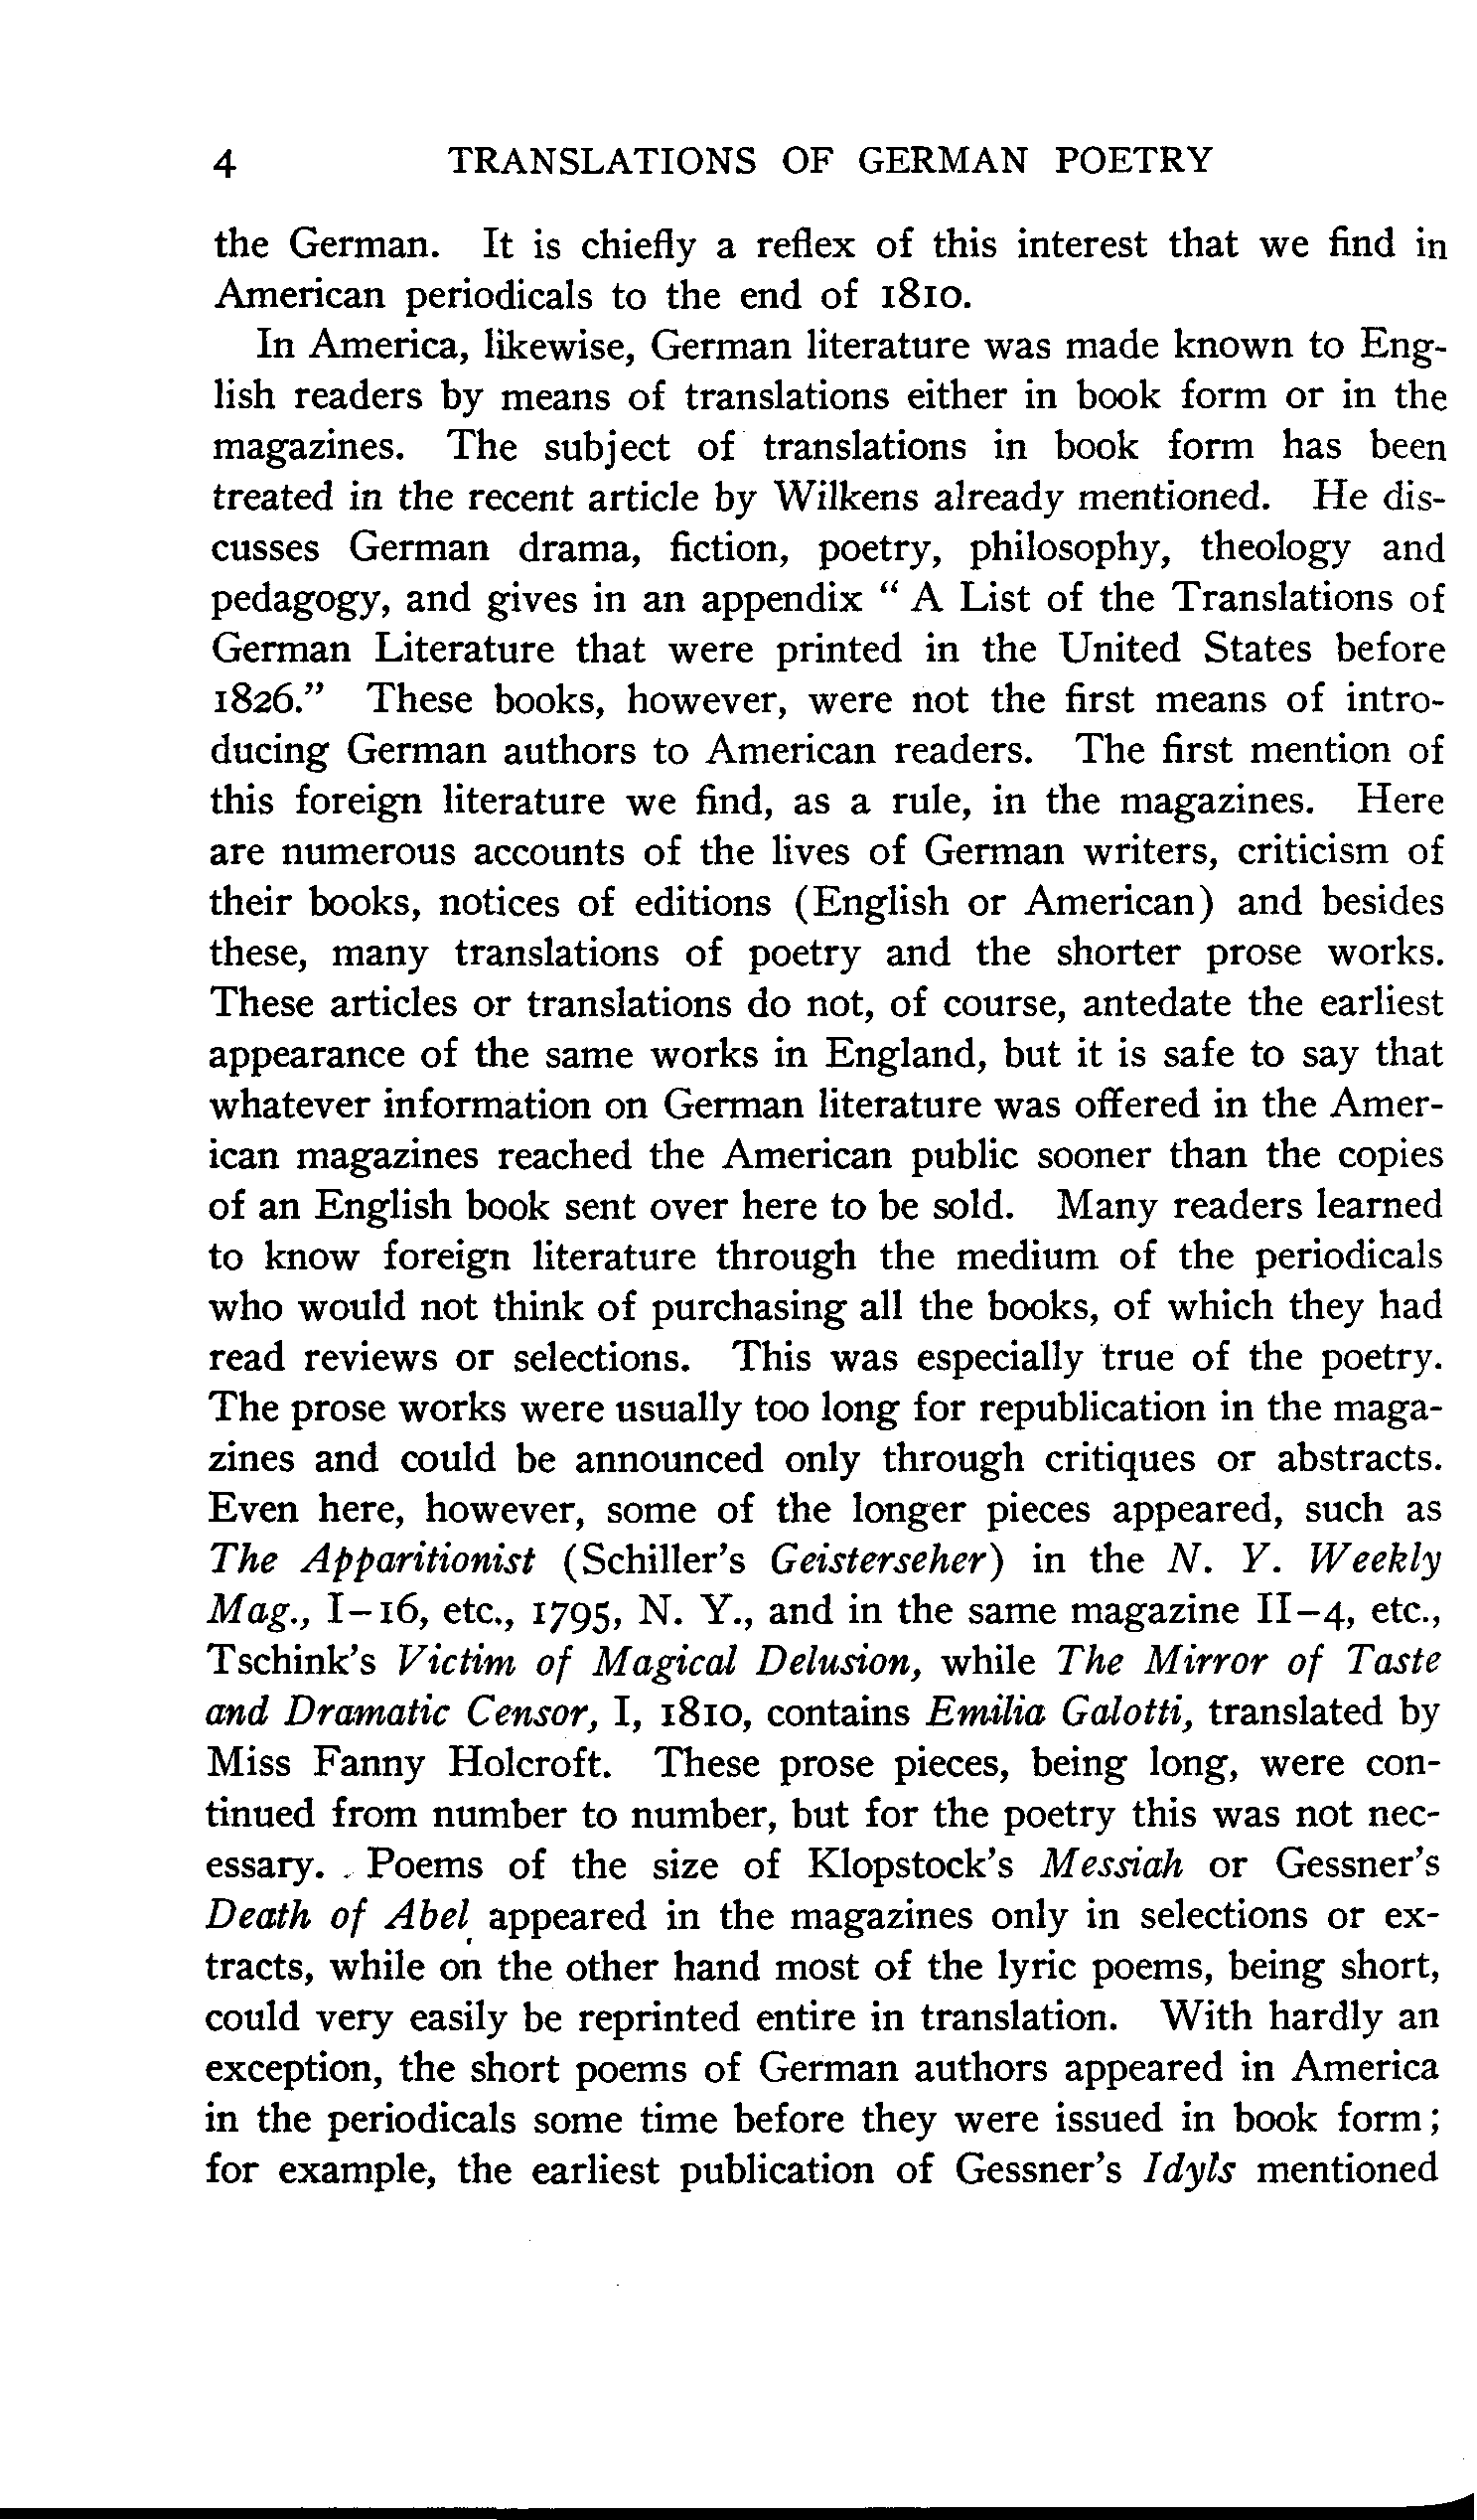 4 TRANSLATIONS OF GERMAN POETRY
the German. It is chiefly a reflex of this interest that we find in
American periodicals to the end of 1810.
In America, likewise, German literature was made known to Eng-
lish readers by means of translations either in book form or in the
magazines. The subject of translations in book form has been
treated in the recent article by Wilkens already mentioned. He dis-
cusses German drama, fiction, poetry, philosophy, theology and
pedagogy, and gives in an appendix “ A List of the Translations of
German Literature that were printed in the United States before
1826.” These books, however, were not the first means of intro-
ducing German authors to American readers. The first mention of
this foreign literature we find, as a rule, in the magazines. Here
are numerous accounts of the lives of German writers, criticism of
their books, notices of editions (English or American) and besides
these, many translations of poetry and the shorter prose works.
These articles or translations do not, of course, antedate the earliest
appearance of the same works in England, but it is safe to say that
whatever information on German literature was offered in the Amer-
ican magazines reached the American public sooner than the copies
of an English book sent over here to be sold. Many readers learned
to know foreign literature through the medium of the periodicals
who would not think of purchasing all the books, of which they had
read reviews or selections. This was especially true of the poetry.
The prose works were usually too long for republication in the maga-
zines and could be announced only through critiques or abstracts.
Even here, however, some of the longer pieces appeared, such as
The Apparitionist (Schiller’s Geisterseher) in the N. Y. Weekly
Mag., I–16, etc., 1795, N. Y., and in the same magazine II–4, etc.,
Tschink’s Victim of Magical Delusion, while The Mirror of Taste
and Dramatic Censor, I, 1810, contains Emilia Galotti, translated by
Miss Fanny Holcroft. These prose pieces, being long, were con-
tinued from number to number, but for the poetry this was not nec-
essary. Poems of the size of Klopstock’s Messiah or Gessner’s
Death of Abel appeared in the magazines only in selections or ex-
tracts, while on the other hand most of the lyric poems, being short,
could very easily be reprinted entire in translation. With hardly an
exception, the short poems of German authors appeared in America
in the periodicals some time before they were issued in book form;
for example, the earliest publication of Gessner’s Idyls mentioned